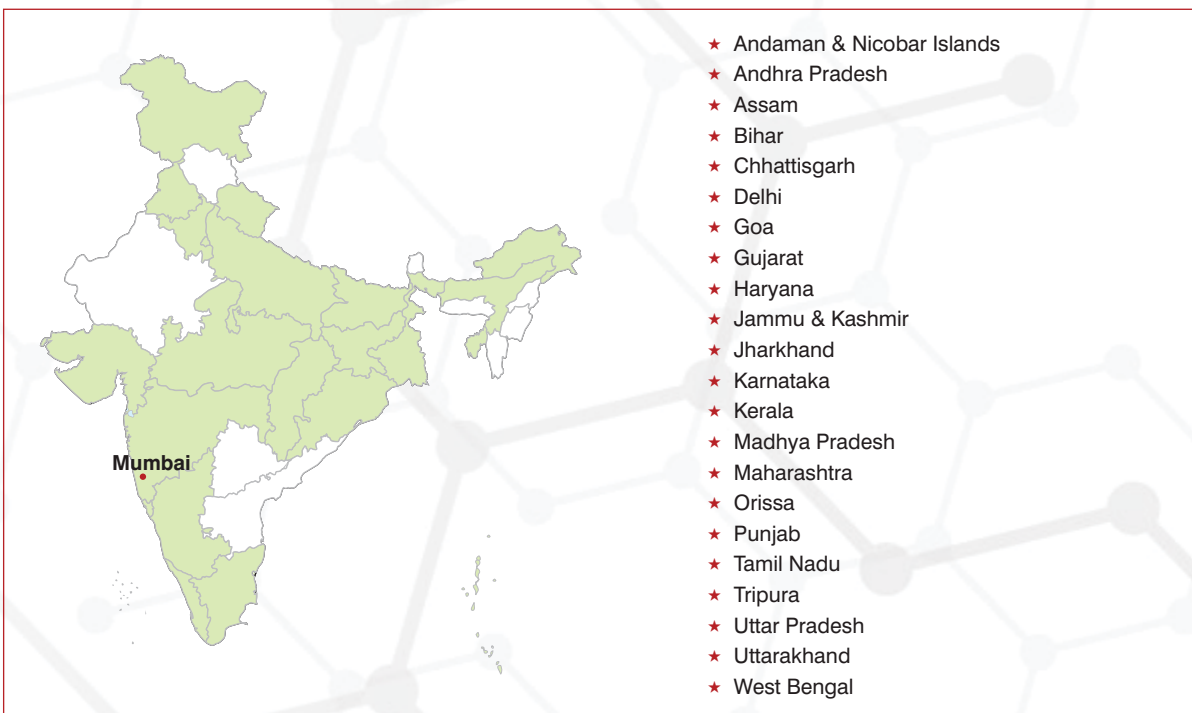 Mumbai
★ Andaman & Nicobar Islands
★ Andhra Pradesh
★ Assam
★ Bihar
★ Chhattisgarh
★ Delhi
★ Goa
★ Gujarat
★ Haryana
★ Jammu & Kashmir
★ Jharkhand
★ Karnataka
★ Kerala
★ Madhya Pradesh
★ Maharashtra
★ Orissa
★ Punjab
★ Tamil Nadu
★ Tripura
★ Uttar Pradesh
★ Uttarakhand
★ West Bengal